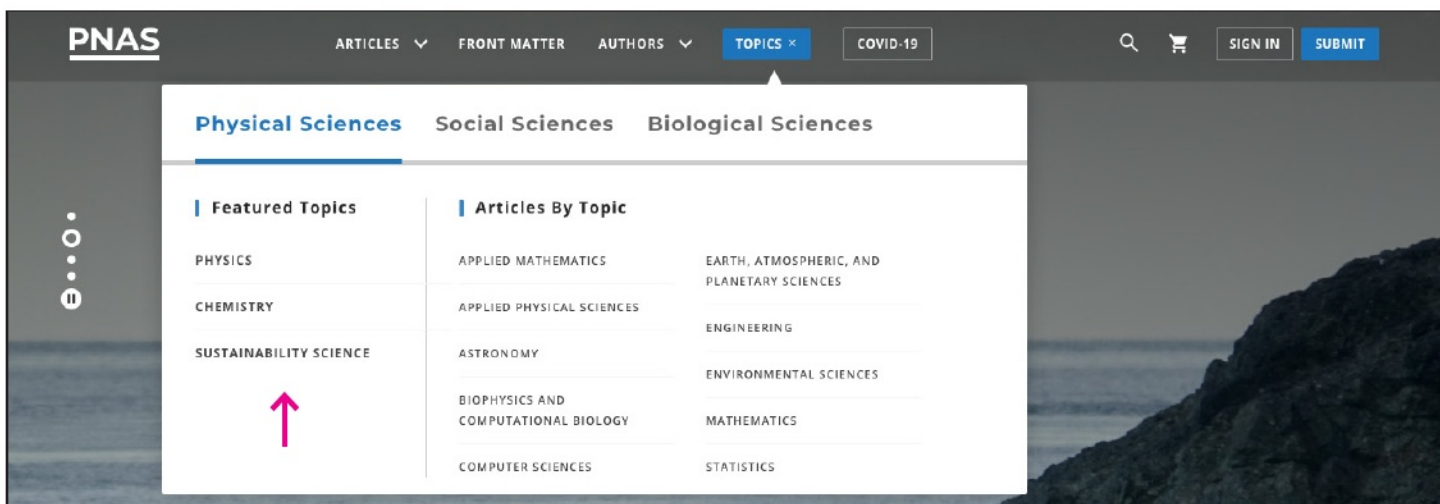 PNAS
ARTICLES
FRONT MATTER
AUTHORS
TOPICS ×
COVID-19
SIGN IN
SUBMIT
Physical Sciences
Social Sciences
Biological Sciences
Featured Topics
PHYSICS
CHEMISTRY
SUSTAINABILITY SCIENCE
Articles By Topic
APPLIED MATHEMATICS
APPLIED PHYSICAL SCIENCES
ASTRONOMY
BIOPHYSICS AND
COMPUTATIONAL BIOLOGY
COMPUTER SCIENCES
EARTH, ATMOSPHERIC, AND
PLANETARY SCIENCES
ENGINEERING
ENVIRONMENTAL SCIENCES
MATHEMATICS
STATISTICS